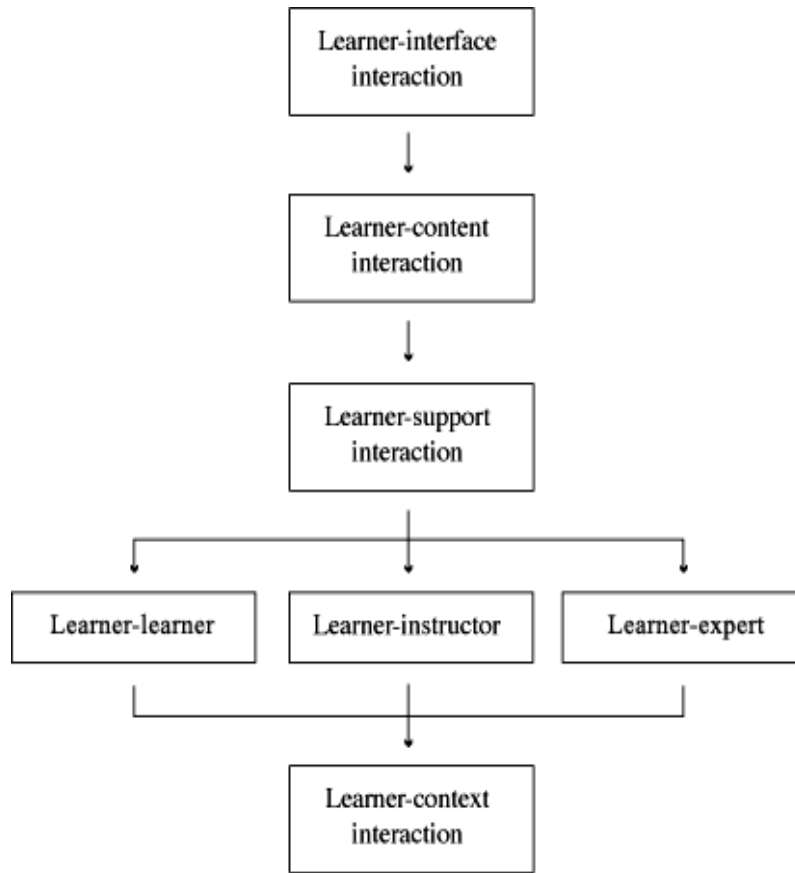 Learner-interface
interaction
Learner-content
interaction
Learner-support
interaction
Learner-learner
Learner-instructor
Learner-expert
Learner-context
interaction